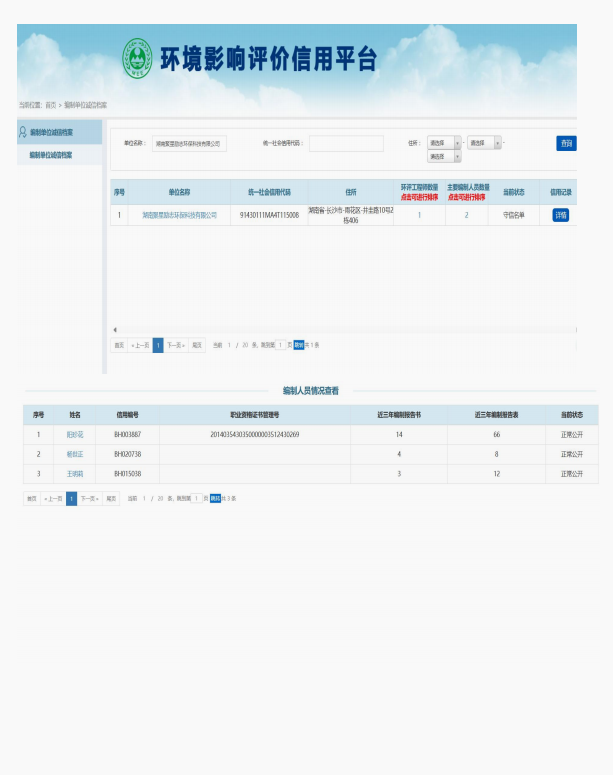 环境影响评价信用平台
当前位置：首页 > 编制单位诚信档案
编制单位诚信档案
编制单位诚信档案
单位名称： 湖南聚星励志环保科技有限公司 统一社会信用代码： 住所： 请选择 - 请选择 - 查询
请选择
序号 单位名称 统一社会信用代码 住所 环评工程师数量 点击可进行排序 主要编制人员数量 点击可进行排序 当前状态 信用记录
1 湖南聚星励志环保科技有限公司 91430111MA4T115008 湖南省-长沙市-雨花区-井圭路10号2栋406 1 2 守信名单 详情
首页 «上一页 1 下一页» 尾页 当前 1 / 20 条，跳到第 1 页 跳转 共 1 条
编制人员情况查看
序号 姓名 信用编号 职业资格证书管理号 近三年编制报告书 近三年编制报告表 当前状态
1 BH003887 2014035430350000003512430269 14 66 正常公开
2 BH020738 4 8 正常公开
3 BH015038 3 12 正常公开
首页 «上一页 1 下一页» 尾页 当前 1 / 20 条，跳到第 1 页 跳转 共 3 条